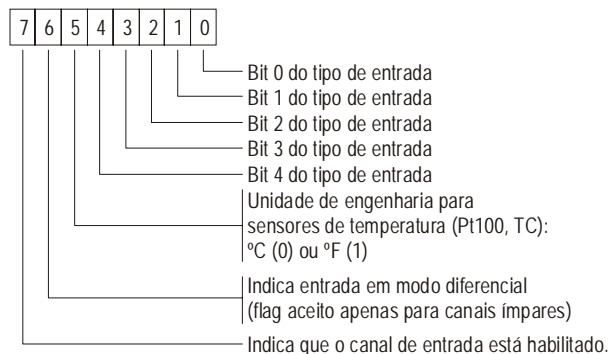 7 6 5 4 3 2 1 0
Bit 0 do tipo de entrada
Bit 1 do tipo de entrada
Bit 2 do tipo de entrada
Bit 3 do tipo de entrada
Bit 4 do tipo de entrada
Unidade de engenharia para
sensores de temperatura (Pt100, TC):
ºC (0) ou ºF (1)
Indica entrada em modo diferencial
(flag aceito apenas para canais ímpares)
Indica que o canal de entrada está habilitado.